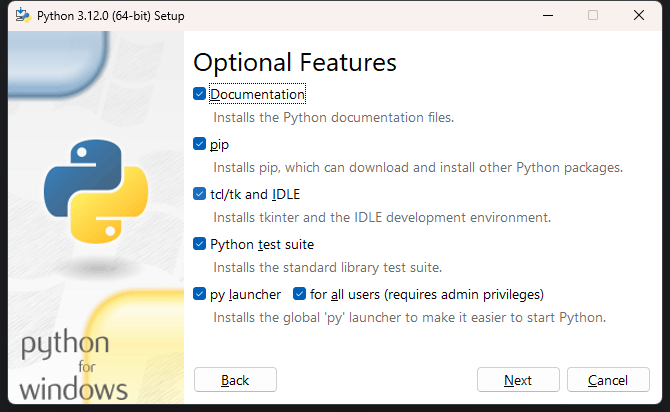 Python 3.12.0 (64-bit) Setup
Optional Features
Documentation
Installs the Python documentation files.
pip
Installs pip, which can download and install other Python packages.
tcl/tk and IDLE
Installs tkinter and the IDLE development environment.
Python test suite
Installs the standard library test suite.
py launcher for all users (requires admin privileges)
Installs the global 'py' launcher to make it easier to start Python.
python
for
windows
Back Next Cancel